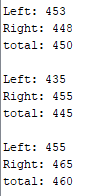 Left: 453
Right: 448
total: 450
Left: 435
Right: 455
total: 445
Left: 455
Right: 465
total: 460